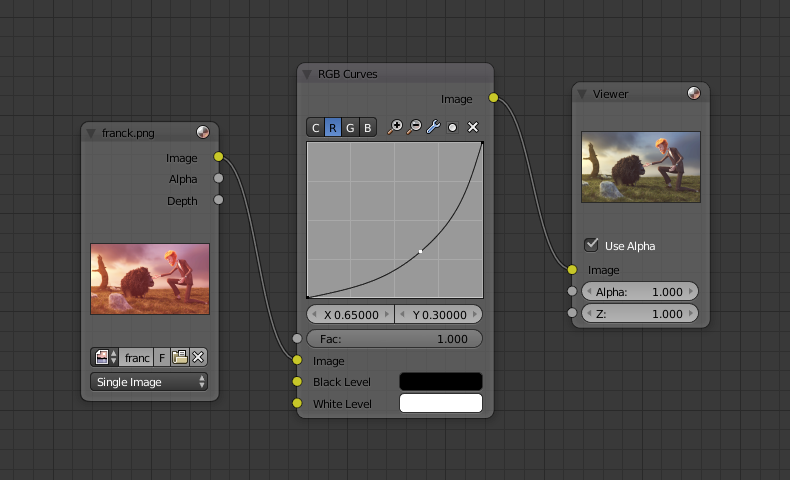 franck.png
Image
Alpha
Depth
franc F
Single Image
RGB Curves
Image
C R G B
X 0.65000 Y 0.30000
Fac: 1.000
Image
Black Level
White Level
Viewer
Use Alpha
Image
Alpha: 1.000
Z: 1.000